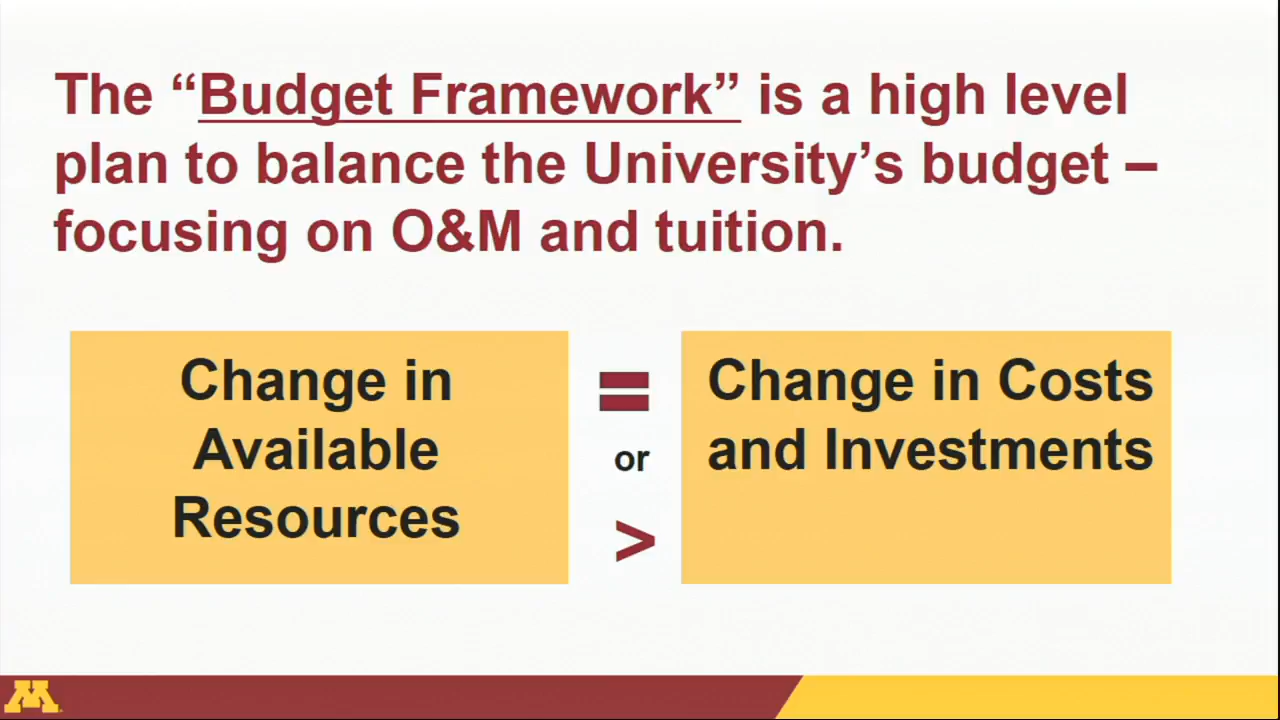 The “Budget Framework” is a high level
plan to balance the University’s budget –
focusing on O&M and tuition.
Change in
Available
Resources
=
or
>
Change in Costs
and Investments
M